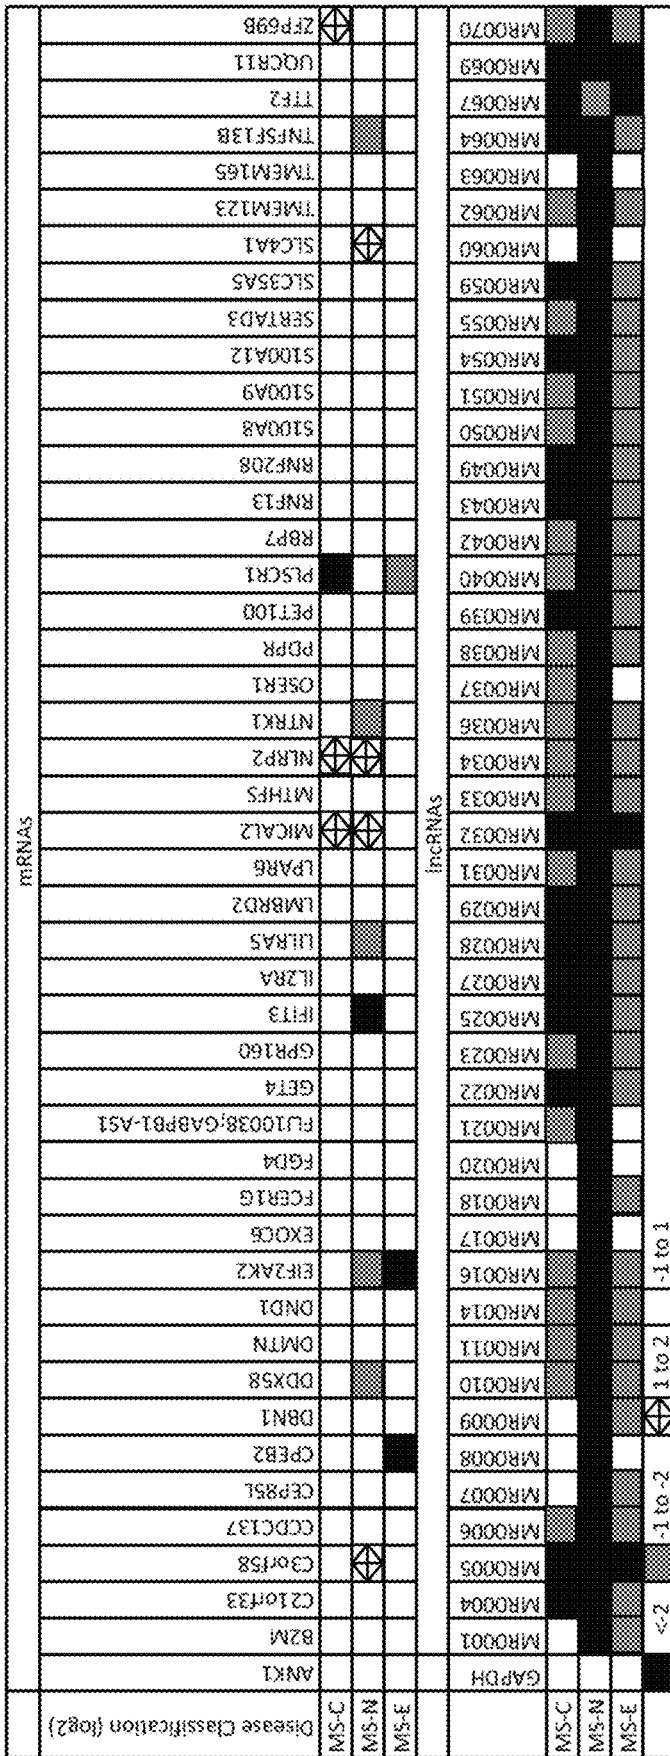 mRNAs
Disease Classification (log2)
ANK1
B2M
C21orf33
C3orf58
CCDC137
CEP85L
CPEB2
DBN1
DDX58
DMTN
DND1
EIF2AK2
EXOC6
FCER1G
FGD4
FLJ10038;GABPB1-AS1
GET4
GPR160
IFIT3
IL2RA
LILRA5
LMBRD2
LPAR6
MICAL2
MTHFS
NLRP2
NTRK1
OSER1
PDPR
PET100
PLSCR1
RBP7
RNF13
RNF208
S100A8
S100A9
S100A12
SERTAD3
SLC35A5
SLC4A1
TMEM123
TMEM165
TNFSF13B
TTF2
UQCR11
ZFP69B
MS-C
MS-N
MS-E
lncRNAs
GAPDH
MR0001
MR0004
MR0005
MR0006
MR0007
MR0008
MR0009
MR0010
MR0011
MR0014
MR0016
MR0017
MR0018
MR0020
MR0021
MR0022
MR0023
MR0025
MR0027
MR0028
MR0029
MR0031
MR0032
MR0033
MR0034
MR0036
MR0037
MR0038
MR0039
MR0040
MR0042
MR0043
MR0049
MR0050
MR0051
MR0054
MR0055
MR0059
MR0060
MR0062
MR0063
MR0064
MR0067
MR0069
MR0070
MS-C
MS-N
MS-E
<-2
-1 to -2
1 to 2
-1 to 1